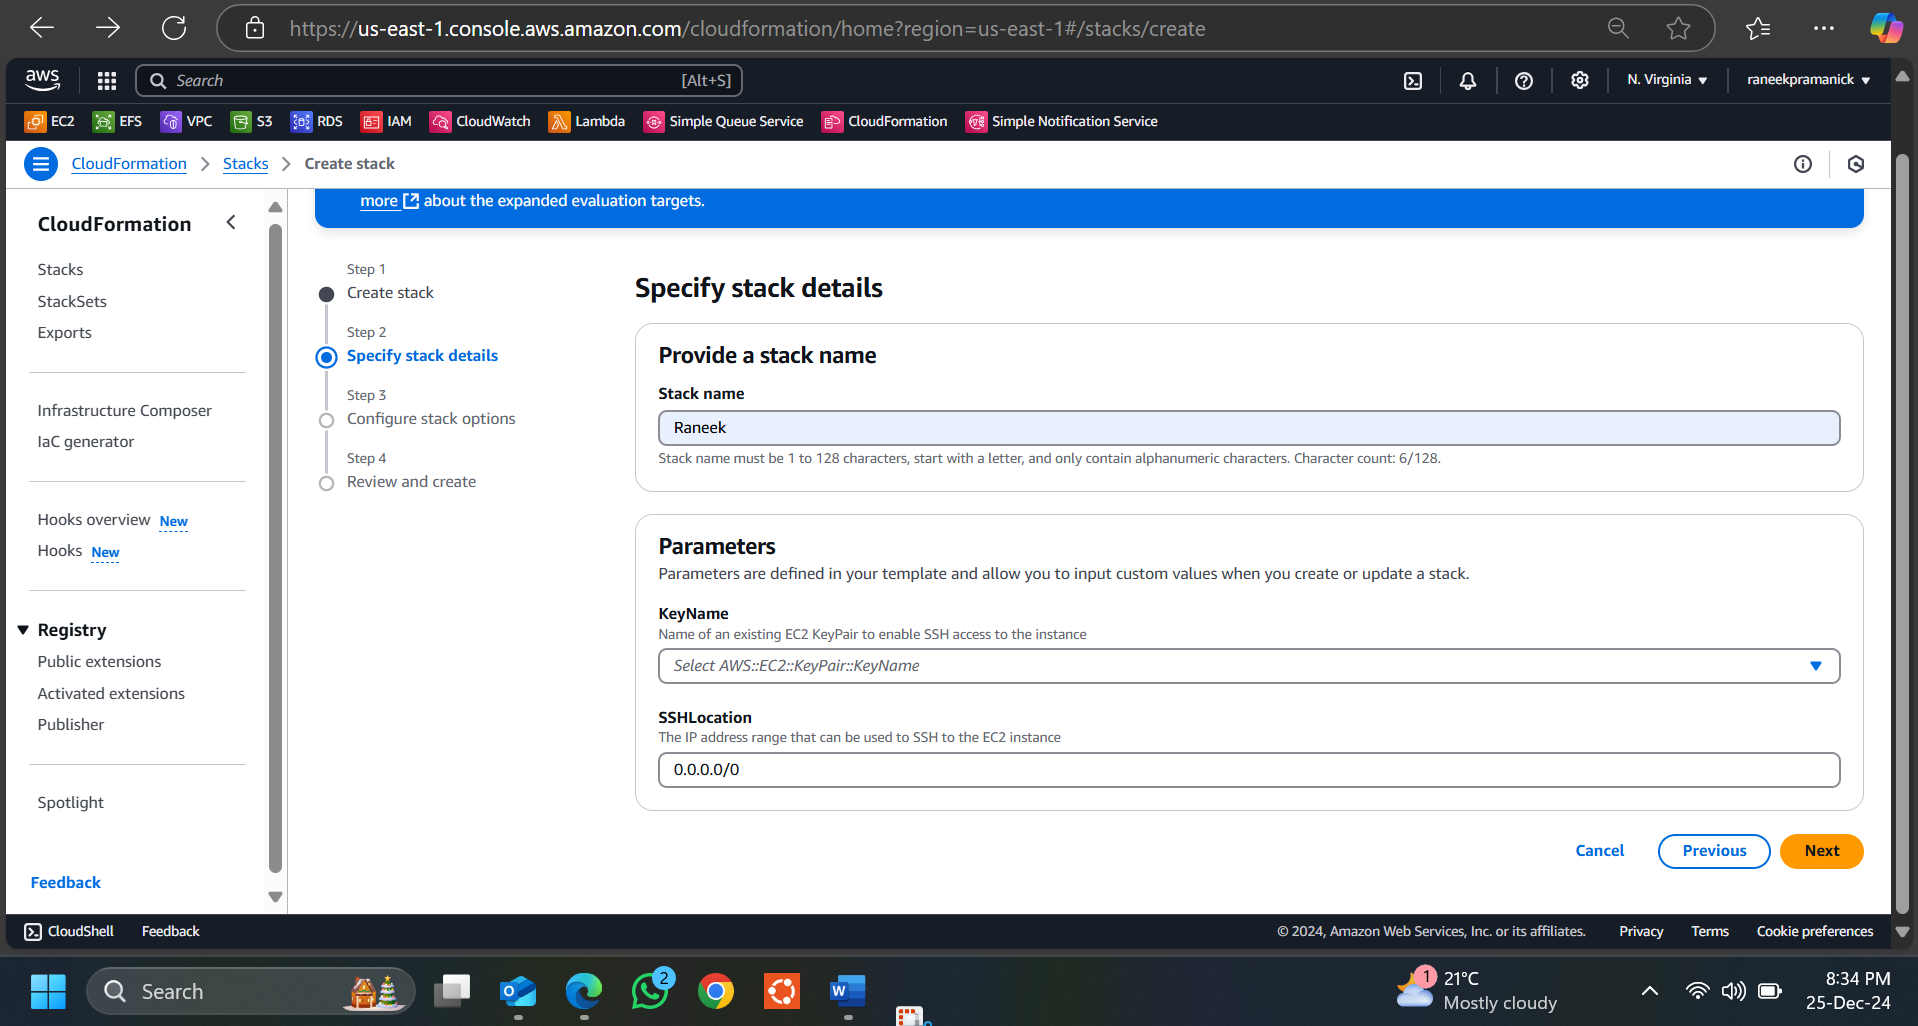 https://us-east-1.console.aws.amazon.com/cloudformation/home?region=us-east-1#/stacks/create
aws
Search
[Alt+S]
N. Virginia
raneekpramanick
EC2 EFS VPC S3 RDS IAM CloudWatch Lambda Simple Queue Service CloudFormation Simple Notification Service
CloudFormation > Stacks > Create stack
more about the expanded evaluation targets.
CloudFormation
Stacks
StackSets
Exports
Infrastructure Composer
IaC generator
Hooks overview New
Hooks New
Registry
Public extensions
Activated extensions
Publisher
Spotlight
Feedback
Step 1
Create stack
Step 2
Specify stack details
Step 3
Configure stack options
Step 4
Review and create
Specify stack details
Provide a stack name
Stack name
Raneek
Stack name must be 1 to 128 characters, start with a letter, and only contain alphanumeric characters. Character count: 6/128.
Parameters
Parameters are defined in your template and allow you to input custom values when you create or update a stack.
KeyName
Name of an existing EC2 KeyPair to enable SSH access to the instance
Select AWS::EC2::KeyPair::KeyName
SSHLocation
The IP address range that can be used to SSH to the EC2 instance
0.0.0.0/0
Cancel
Previous
Next
CloudShell
Feedback
© 2024, Amazon Web Services, Inc. or its affiliates.
Privacy
Terms
Cookie preferences
Search
2
1
21°C
Mostly cloudy
8:34 PM
25-Dec-24